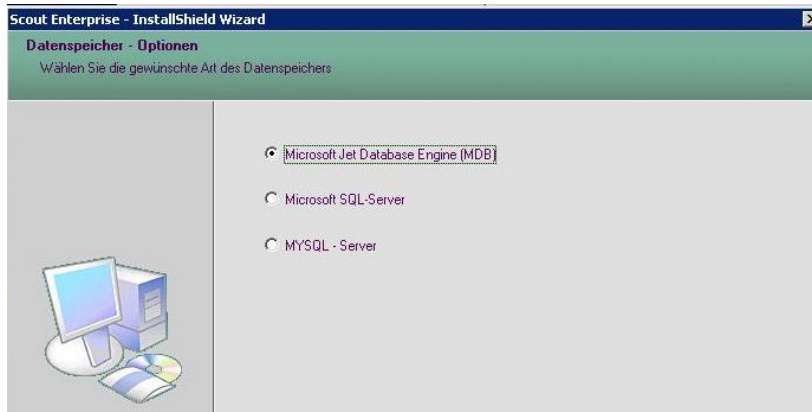 Scout Enterprise - InstallShield Wizard
Datenspeicher - Optionen
Wählen Sie die gewünschte Art des Datenspeichers
Microsoft Jet Database Engine (MDB)
Microsoft SQL-Server
MYSQL - Server